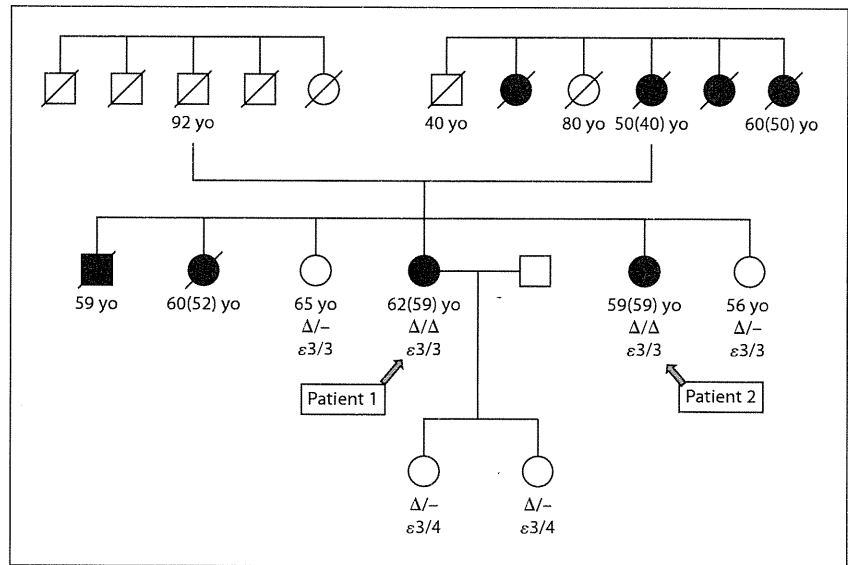 92 yo 40 yo 80 yo 50(40) yo 60(50) yo
59 yo 60(52) yo 65 yo 62(59) yo 59(59) yo 56 yo
Δ/– Δ/Δ Δ/Δ Δ/–
ε3/3 ε3/3 ε3/3 ε3/3
Patient 1 Patient 2
Δ/– Δ/–
ε3/4 ε3/4